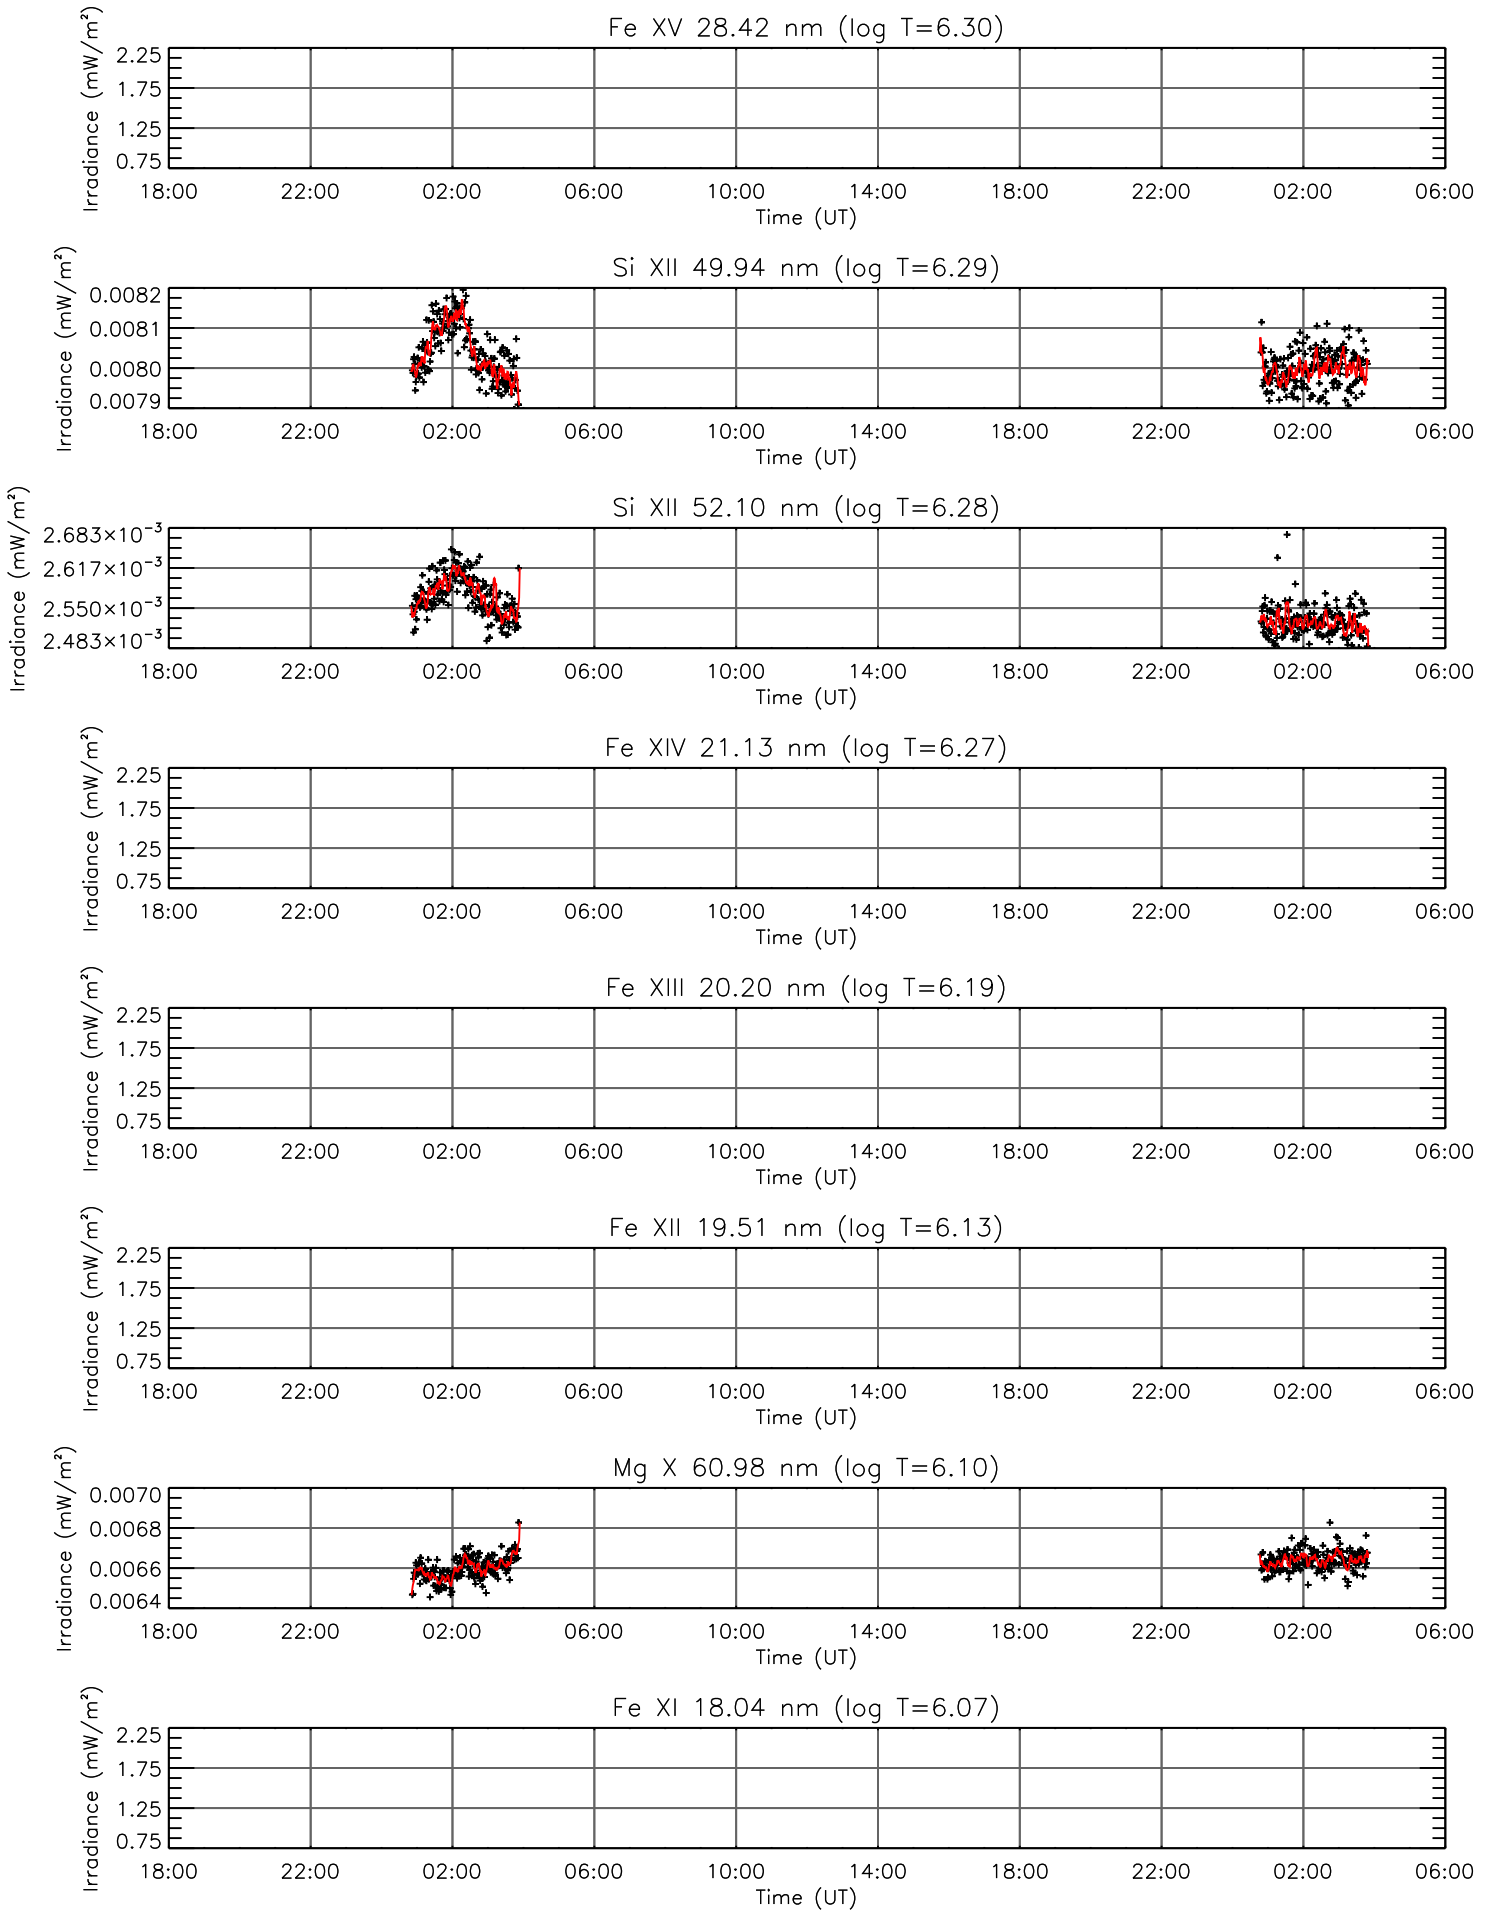 Fe XV 28.42 nm (log T=6.30)
Irradiance (mW/m²)
2.25
1.75
1.25
0.75
18:00 22:00 02:00 06:00 10:00 14:00 18:00 22:00 02:00 06:00
Time (UT)
Si XII 49.94 nm (log T=6.29)
Irradiance (mW/m²)
0.0082
0.0081
0.0080
0.0079
18:00 22:00 02:00 06:00 10:00 14:00 18:00 22:00 02:00 06:00
Time (UT)
Si XII 52.10 nm (log T=6.28)
Irradiance (mW/m²)
2.683×10⁻³
2.617×10⁻³
2.550×10⁻³
2.483×10⁻³
18:00 22:00 02:00 06:00 10:00 14:00 18:00 22:00 02:00 06:00
Time (UT)
Fe XIV 21.13 nm (log T=6.27)
Irradiance (mW/m²)
2.25
1.75
1.25
0.75
18:00 22:00 02:00 06:00 10:00 14:00 18:00 22:00 02:00 06:00
Time (UT)
Fe XIII 20.20 nm (log T=6.19)
Irradiance (mW/m²)
2.25
1.75
1.25
0.75
18:00 22:00 02:00 06:00 10:00 14:00 18:00 22:00 02:00 06:00
Time (UT)
Fe XII 19.51 nm (log T=6.13)
Irradiance (mW/m²)
2.25
1.75
1.25
0.75
18:00 22:00 02:00 06:00 10:00 14:00 18:00 22:00 02:00 06:00
Time (UT)
Mg X 60.98 nm (log T=6.10)
Irradiance (mW/m²)
0.0070
0.0068
0.0066
0.0064
18:00 22:00 02:00 06:00 10:00 14:00 18:00 22:00 02:00 06:00
Time (UT)
Fe XI 18.04 nm (log T=6.07)
Irradiance (mW/m²)
2.25
1.75
1.25
0.75
18:00 22:00 02:00 06:00 10:00 14:00 18:00 22:00 02:00 06:00
Time (UT)